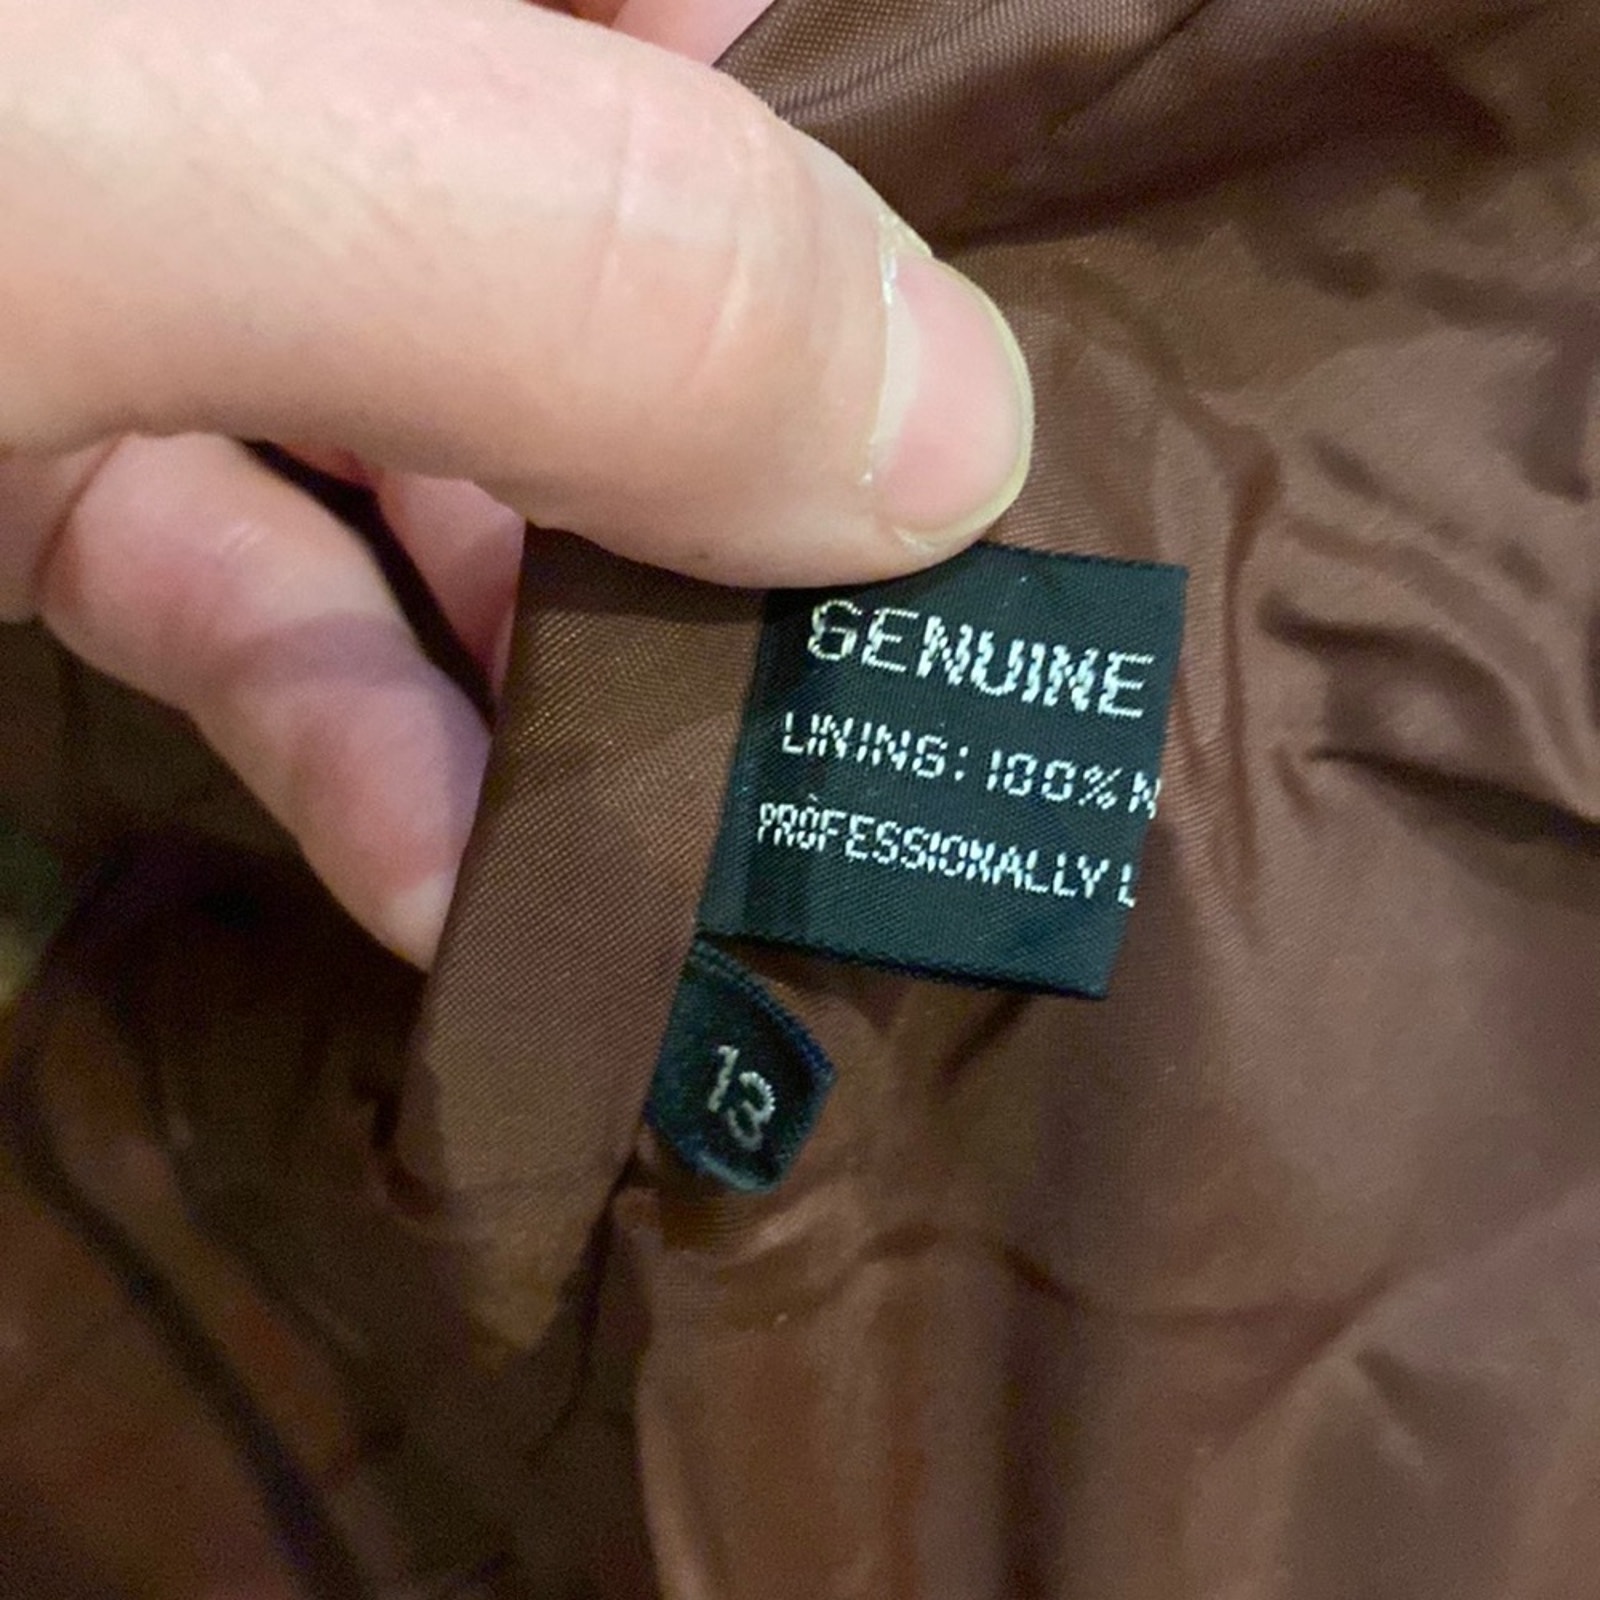 GENUINE
LINING: 100% N
PROFESSIONALLY L
13